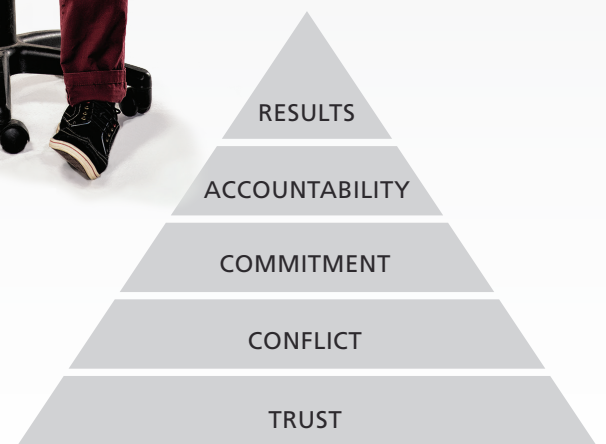 RESULTS
ACCOUNTABILITY
COMMITMENT
CONFLICT
TRUST